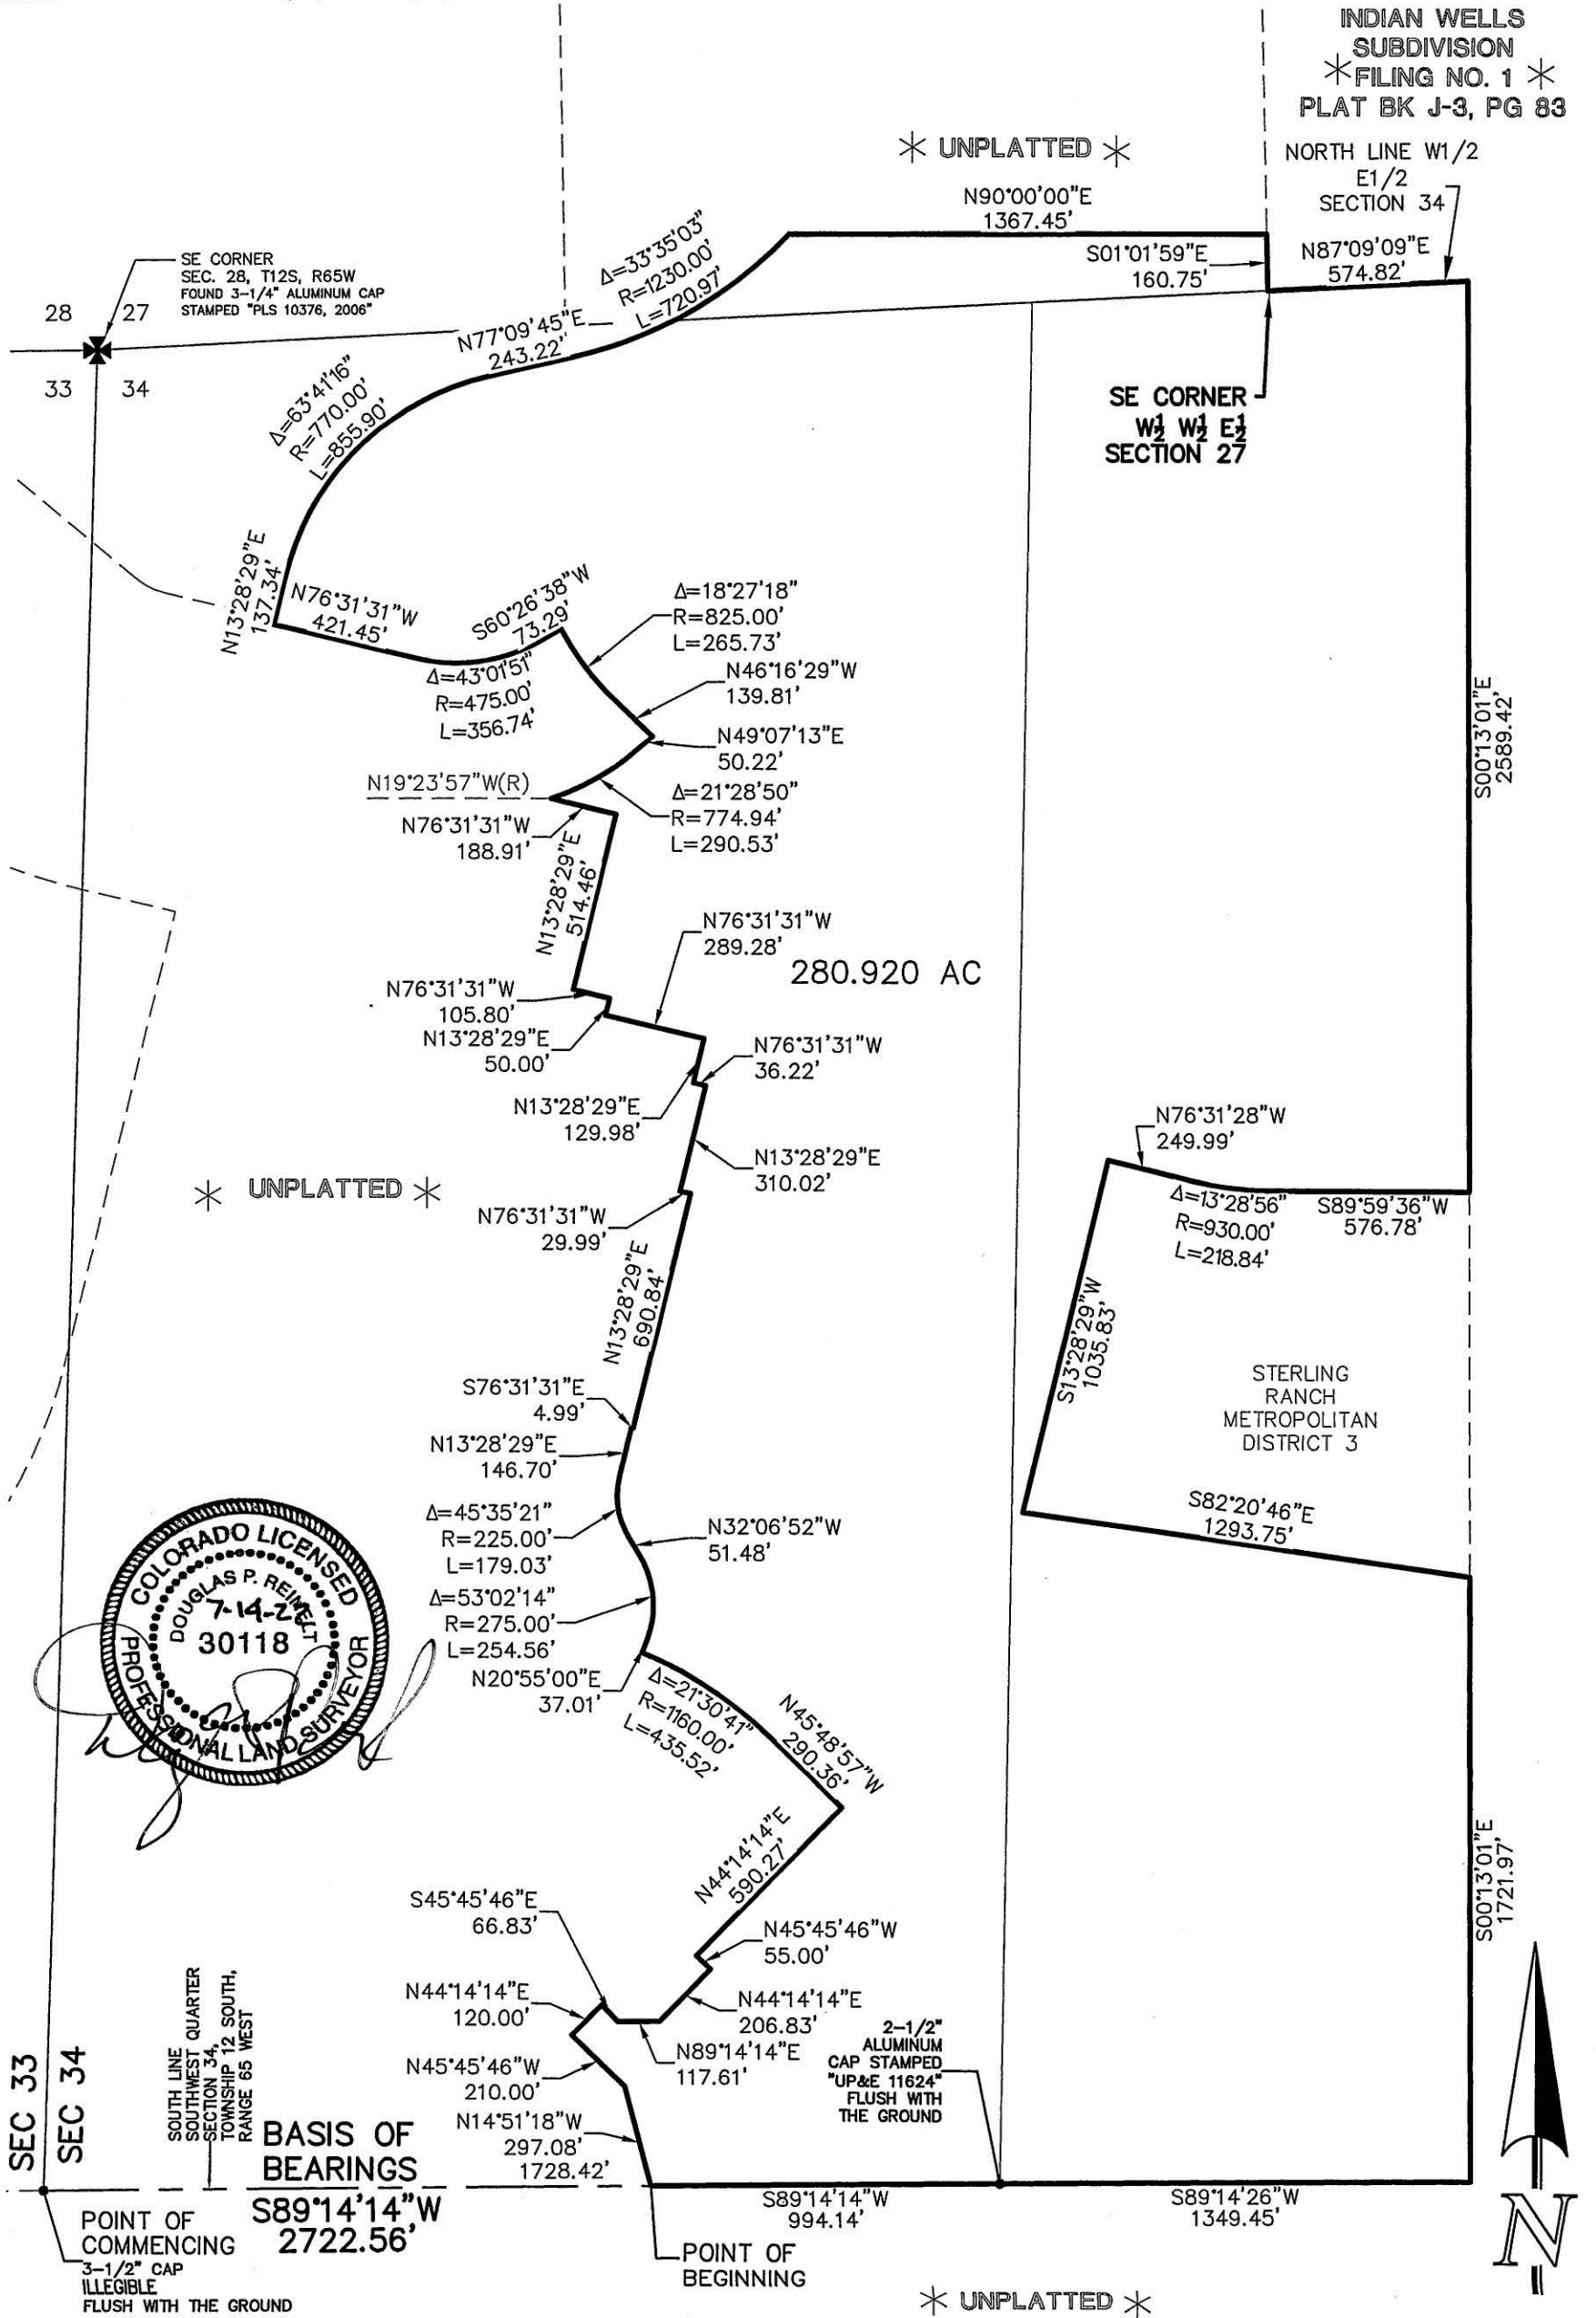 INDIAN WELLS
SUBDIVISION
* FILING NO. 1 *
PLAT BK J-3, PG 83
* UNPLATTED *
NORTH LINE W1/2
E1/2
SECTION 34
N90°00'00"E
1367.45'
S01°01'59"E
160.75'
N87°09'09"E
574.82'
Δ=33°35'03"
R=1230.00'
L=720.97'
SE CORNER
SEC. 28, T12S, R65W
FOUND 3-1/4" ALUMINUM CAP
STAMPED "PLS 10376, 2006"
28
27
33
34
N77°09'45"E
243.22'
Δ=63°41'16"
R=770.00'
L=855.90'
SE CORNER
W½ W½ E½
SECTION 27
N13°28'29"E
137.34'
N76°31'31"W
421.45'
S60°26'38"W
73.29'
Δ=43°01'51"
R=475.00'
L=356.74'
Δ=18°27'18"
R=825.00'
L=265.73'
N46°16'29"W
139.81'
N49°07'13"E
50.22'
N19°23'57"W(R)
Δ=21°28'50"
R=774.94'
L=290.53'
N76°31'31"W
188.91'
S00°13'01"E
2589.42'
N13°28'29"E
514.46'
N76°31'31"W
289.28'
280.920 AC
N76°31'31"W
105.80'
N13°28'29"E
50.00'
N76°31'31"W
36.22'
N13°28'29"E
129.98'
N13°28'29"E
310.02'
N76°31'28"W
249.99'
* UNPLATTED *
N76°31'31"W
29.99'
Δ=13°28'56"
R=930.00'
L=218.84'
S89°59'36"W
576.78'
N13°28'29"E
690.84'
S13°28'29"W
1035.83'
STERLING
RANCH
METROPOLITAN
DISTRICT 3
S76°31'31"E
4.99'
N13°28'29"E
146.70'
Δ=45°35'21"
R=225.00'
L=179.03'
N32°06'52"W
51.48'
S82°20'46"E
1293.75'
Δ=53°02'14"
R=275.00'
L=254.56'
N20°55'00"E
37.01'
COLORADO LICENSED
DOUGLAS P. REINELT
30118
PROFESSIONAL LAND SURVEYOR
Δ=21°30'41"
R=1160.00'
L=435.52'
N45°48'57"W
290.36'
N44°14'14"E
590.27'
S00°13'01"E
1721.97'
S45°45'46"E
66.83'
N45°45'46"W
55.00'
N44°14'14"E
120.00'
N44°14'14"E
206.83'
N45°45'46"W
210.00'
N89°14'14"E
117.61'
2-1/2"
ALUMINUM
CAP STAMPED
"UP&E 11624"
FLUSH WITH
THE GROUND
SEC 33
SEC 34
SOUTH LINE
SOUTHWEST QUARTER
SECTION 34,
TOWNSHIP 12 SOUTH,
RANGE 65 WEST
N14°51'18"W
297.08'
1728.42'
BASIS OF
BEARINGS
S89°14'14"W
2722.56'
S89°14'14"W
994.14'
S89°14'26"W
1349.45'
POINT OF
COMMENCING
3-1/2" CAP
ILLEGIBLE
FLUSH WITH THE GROUND
POINT OF
BEGINNING
* UNPLATTED *
N